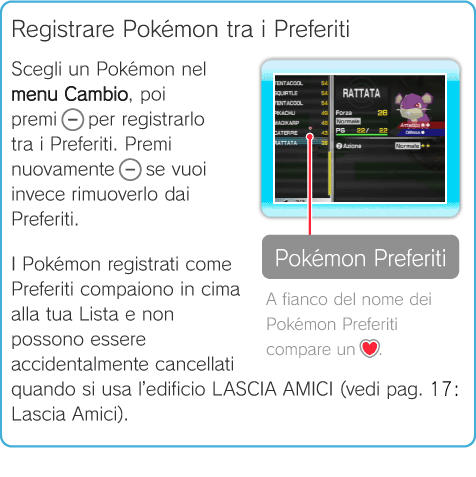 Registrare Pokémon tra i Preferiti
Scegli un Pokémon nel
menu Cambio, poi
premi − per registrarlo
tra i Preferiti. Premi
nuovamente − se vuoi
invece rimuoverlo dai
Preferiti.
I Pokémon registrati come
Preferiti compaiono in cima
alla tua Lista e non
possono essere
accidentalmente cancellati
quando si usa l'edificio LASCIA AMICI (vedi pag. 17:
Lascia Amici).
TENTACOOL 54
SQUIRTLE 54
TENTACOOL 54
PIKACHU 49
MAGIKARP 48
CATERPIE 43
RATTATA 26
RATTATA
Forza 26
Normale
PS 22/ 22
Attacco
Difesa
Azione Normale
Pokémon Preferiti
A fianco del nome dei
Pokémon Preferiti
compare un ♥.